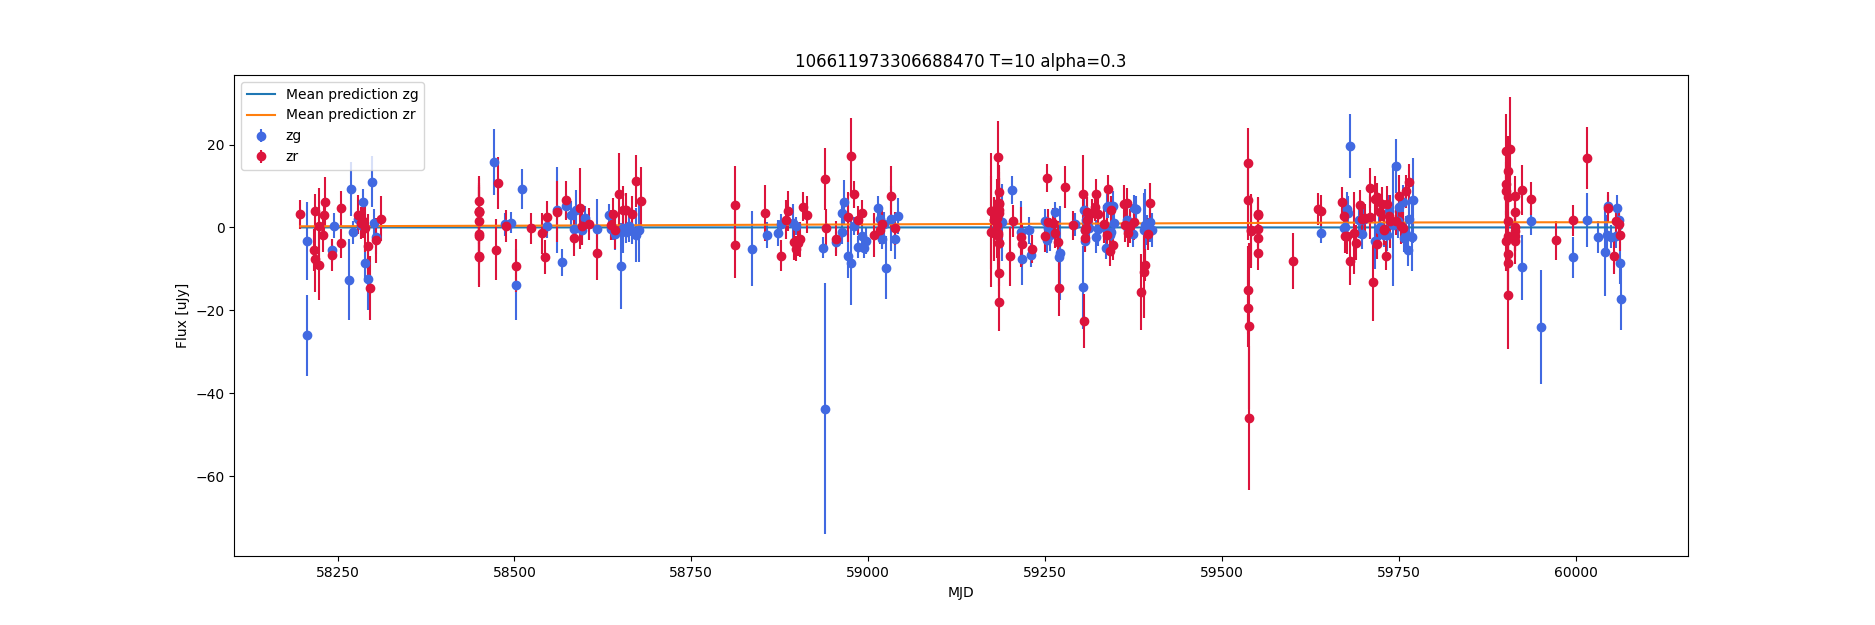 106611973306688470 T=10 alpha=0.3
Mean prediction zg
Mean prediction zr
zg
zr
Flux [uJy]
20
0
−20
−40
−60
58250 58500 58750 59000 59250 59500 59750 60000
MJD